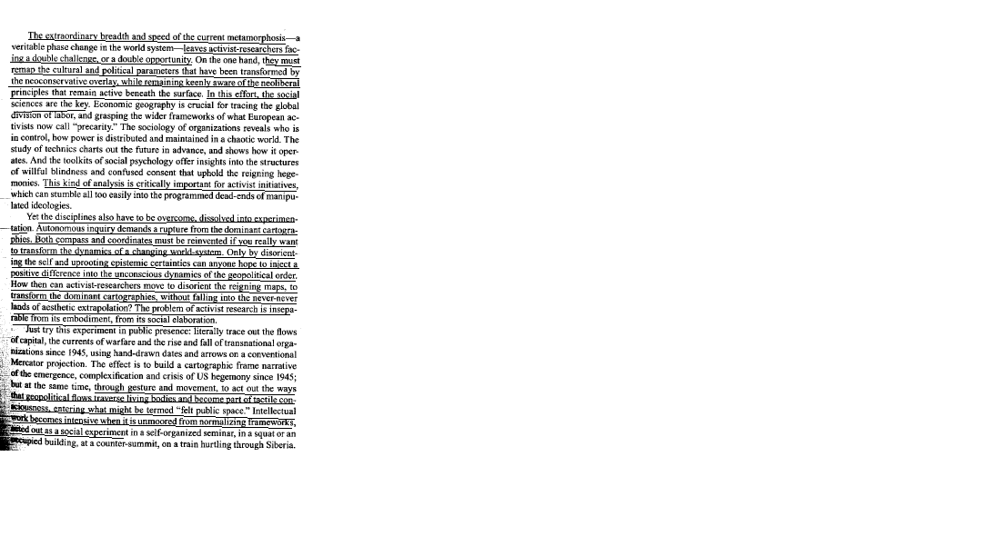 The extraordinary breadth and speed of the current metamorphosis—a
veritable phase change in the world system—leaves activist-researchers fac-
ing a double challenge, or a double opportunity. On the one hand, they must
remap the cultural and political parameters that have been transformed by
the neoconservative overlay, while remaining keenly aware of the neoliberal
principles that remain active beneath the surface. In this effort, the social
sciences are the key. Economic geography is crucial for tracing the global
division of labor, and grasping the wider frameworks of what European ac-
tivists now call “precarity.” The sociology of organizations reveals who is
in control, how power is distributed and maintained in a chaotic world. The
study of technics charts out the future in advance, and shows how it oper-
ates. And the toolkits of social psychology offer insights into the structures
of willful blindness and confused consent that uphold the reigning hege-
monies. This kind of analysis is critically important for activist initiatives,
which can stumble all too easily into the programmed dead-ends of manipu-
lated ideologies.
Yet the disciplines also have to be overcome, dissolved into experimen-
tation. Autonomous inquiry demands a rupture from the dominant cartogra-
phies. Both compass and coordinates must be reinvented if you really want
to transform the dynamics of a changing world-system. Only by disorient-
ing the self and uprooting epistemic certainties can anyone hope to inject a
positive difference into the unconscious dynamics of the geopolitical order.
How then can activist-researchers move to disorient the reigning maps, to
transform the dominant cartographies, without falling into the never-never
lands of aesthetic extrapolation? The problem of activist research is insepa-
rable from its embodiment, from its social elaboration.
Just try this experiment in public presence: literally trace out the flows
of capital, the currents of warfare and the rise and fall of transnational orga-
nizations since 1945, using hand-drawn dates and arrows on a conventional
Mercator projection. The effect is to build a cartographic frame narrative
of the emergence, complexification and crisis of US hegemony since 1945;
but at the same time, through gesture and movement, to act out the ways
that geopolitical flows traverse living bodies and become part of tactile con-
sciousness, entering what might be termed “felt public space.” Intellectual
work becomes intensive when it is unmoored from normalizing frameworks,
acted out as a social experiment in a self-organized seminar, in a squat or an
occupied building, at a counter-summit, on a train hurtling through Siberia.